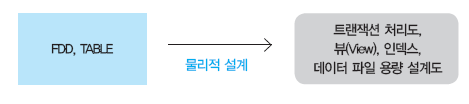 FDD, TABLE
물리적 설계
트랜잭션 처리도,
뷰(View), 인덱스,
데이터 파일 용량 설계도